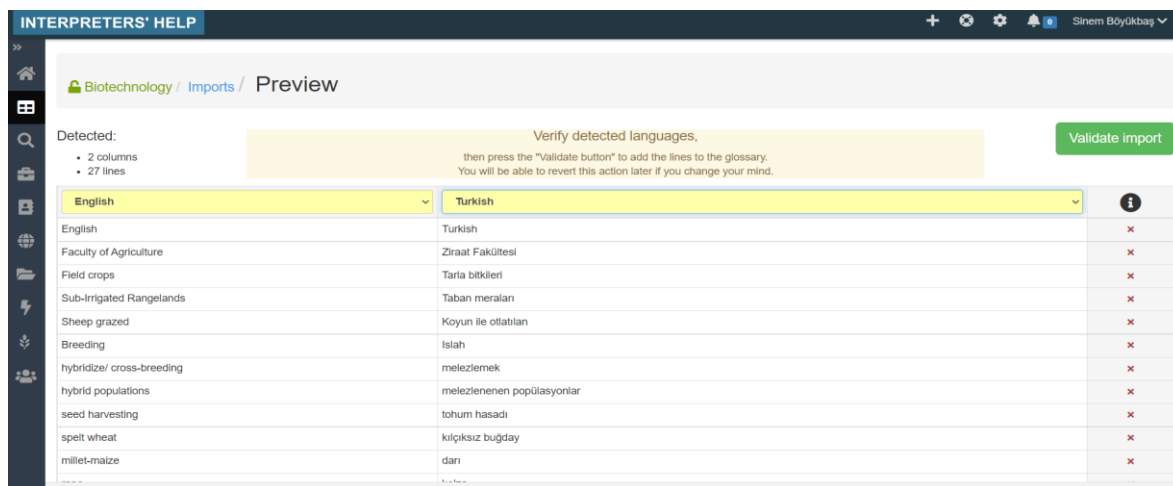 INTERPRETERS' HELP
0 Sinem Böyükbaş
Biotechnology / Imports / Preview
Detected:
• 2 columns
• 27 lines
Verify detected languages,
then press the "Validate button" to add the lines to the glossary.
You will be able to revert this action later if you change your mind.
Validate import
English Turkish
English Turkish
Faculty of Agriculture Ziraat Fakültesi
Field crops Tarla bitkileri
Sub-Irrigated Rangelands Taban meraları
Sheep grazed Koyun ile otlatılan
Breeding Islah
hybridize/ cross-breeding melezlemek
hybrid populations melezlenenen popülasyonlar
seed harvesting tohum hasadı
spelt wheat kılçıksız buğday
millet-maize darı